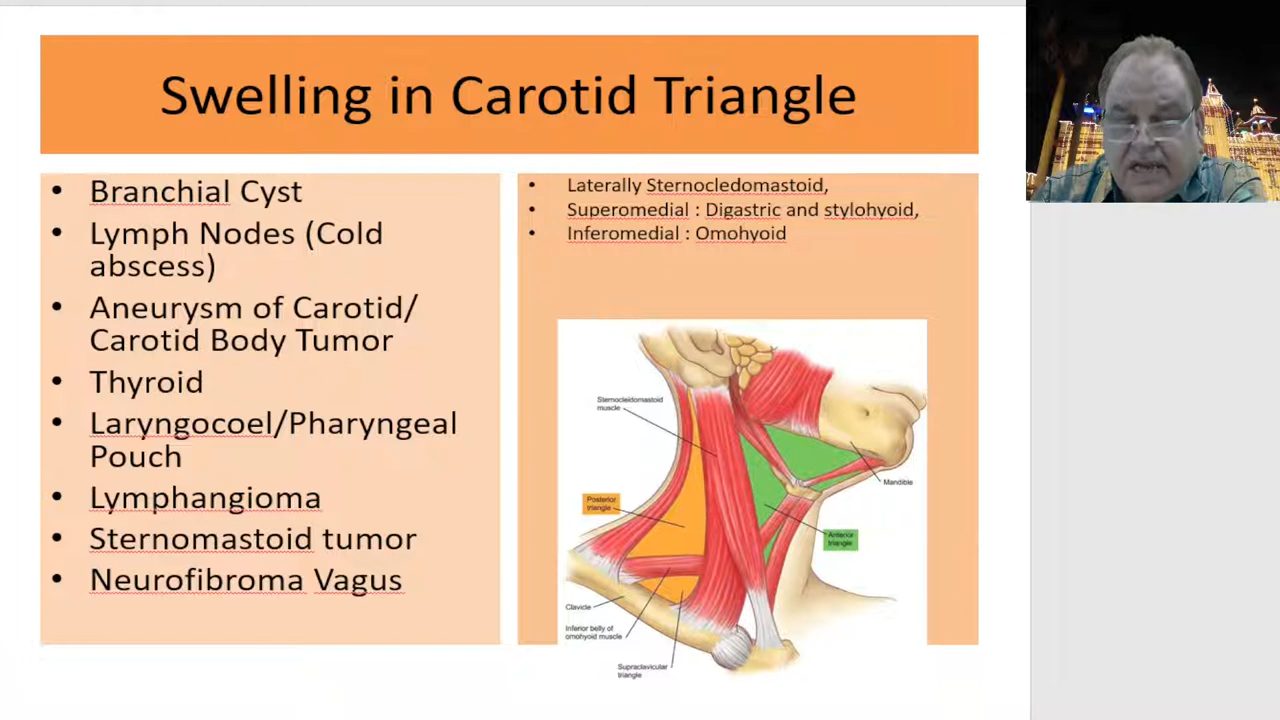 Swelling in Carotid Triangle
• Branchial Cyst
• Lymph Nodes (Cold
abscess)
• Aneurysm of Carotid/
Carotid Body Tumor
• Thyroid
• Laryngocoel/Pharyngeal
Pouch
• Lymphangioma
• Sternomastoid tumor
• Neurofibroma Vagus
• Laterally Sternocledomastoid,
• Superomedial : Digastric and stylohyoid,
• Inferomedial : Omohyoid
Sternocleidomastoid
muscle
Mandible
Posterior
triangle
Anterior
triangle
Clavicle
Inferior belly of
omohyoid muscle
Supraclavicular
triangle